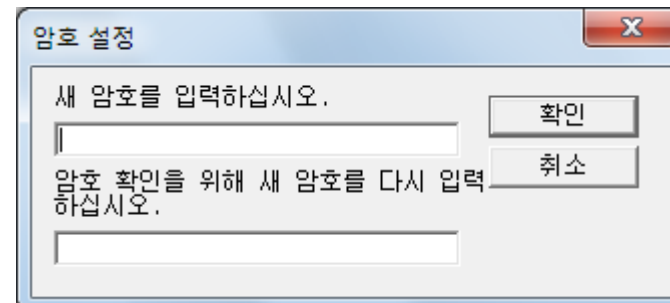 암호 설정
새 암호를 입력하십시오.
확인
취소
암호 확인을 위해 새 암호를 다시 입력
하십시오.